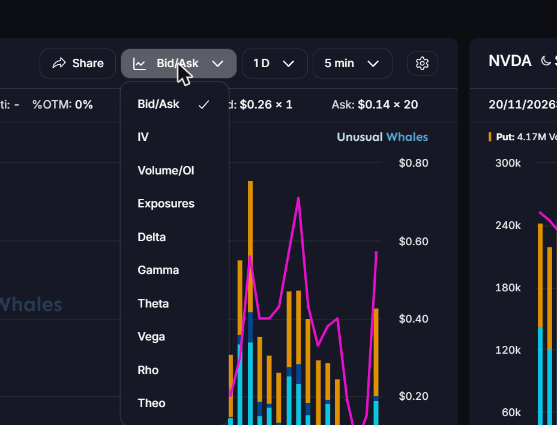 Share Bid/Ask 1 D 5 min NVDA
ti: - %OTM: 0% d: $0.26 × 1 Ask: $0.14 × 20 20/11/2026
Bid/Ask
IV
Volume/OI
Exposures
Delta
Gamma
Theta
Vega
Rho
Theo
Unusual Whales
Whales
$0.80
$0.60
$0.40
$0.20
Put: 4.17M Vo
300k
240k
180k
120k
60k